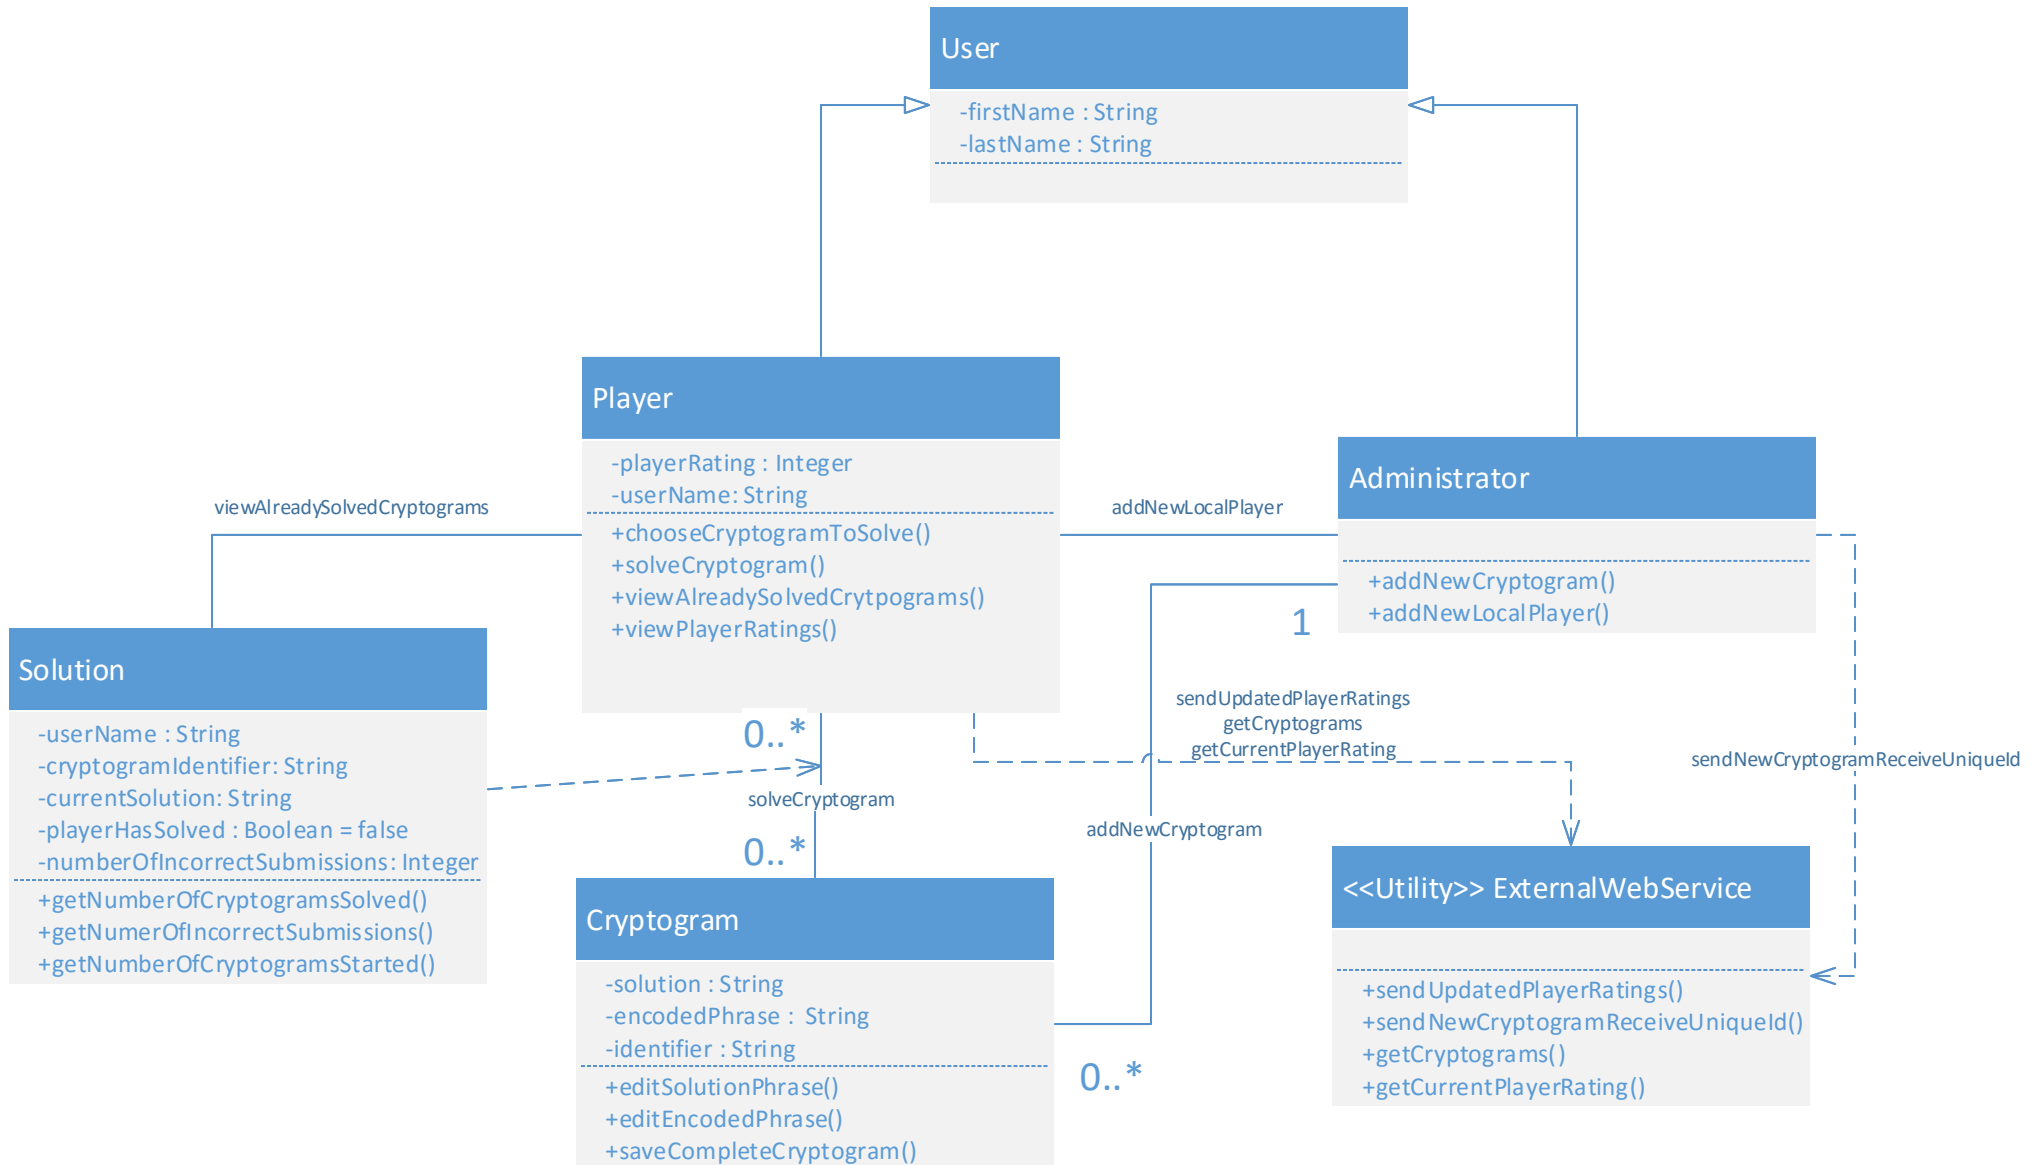 User
-firstName : String
-lastName : String
Player
-playerRating : Integer
-userName: String
+chooseCryptogramToSolve()
+solveCryptogram()
+viewAlreadySolvedCrytpograms()
+viewPlayerRatings()
Administrator
+addNewCryptogram()
+addNewLocalPlayer()
viewAlreadySolvedCryptograms
addNewLocalPlayer
1
Solution
-userName : String
-cryptogramIdentifier: String
-currentSolution: String
-playerHasSolved : Boolean = false
-numberOfIncorrectSubmissions: Integer
+getNumberOfCryptogramsSolved()
+getNumerOfIncorrectSubmissions()
+getNumberOfCryptogramsStarted()
0..*
solveCryptogram
0..*
sendUpdatedPlayerRatings
getCryptograms
getCurrentPlayerRating
sendNewCryptogramReceiveUniqueId
addNewCryptogram
Cryptogram
-solution : String
-encodedPhrase : String
-identifier : String
+editSolutionPhrase()
+editEncodedPhrase()
+saveCompleteCryptogram()
0..*
<<Utility>> ExternalWebService
+sendUpdatedPlayerRatings()
+sendNewCryptogramReceiveUniqueId()
+getCryptograms()
+getCurrentPlayerRating()